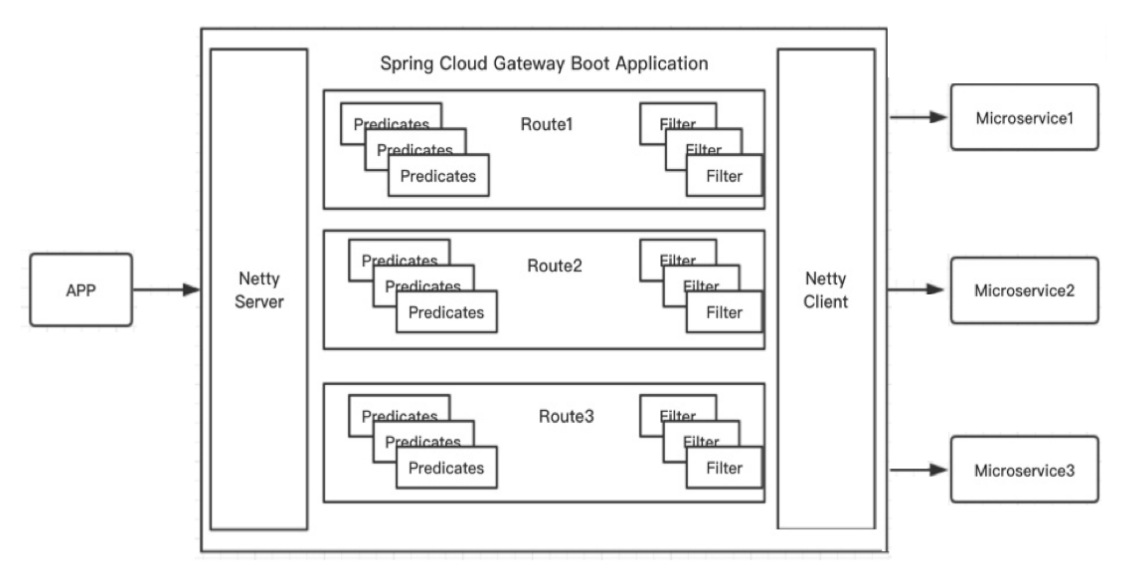 Spring Cloud Gateway Boot Application
APP
Netty
Server
Predicates
Predicates
Predicates
Route1
Filter
Filter
Filter
Predicates
Predicates
Predicates
Route2
Filter
Filter
Filter
Predicates
Predicates
Predicates
Route3
Filter
Filter
Filter
Netty
Client
Microservice1
Microservice2
Microservice3